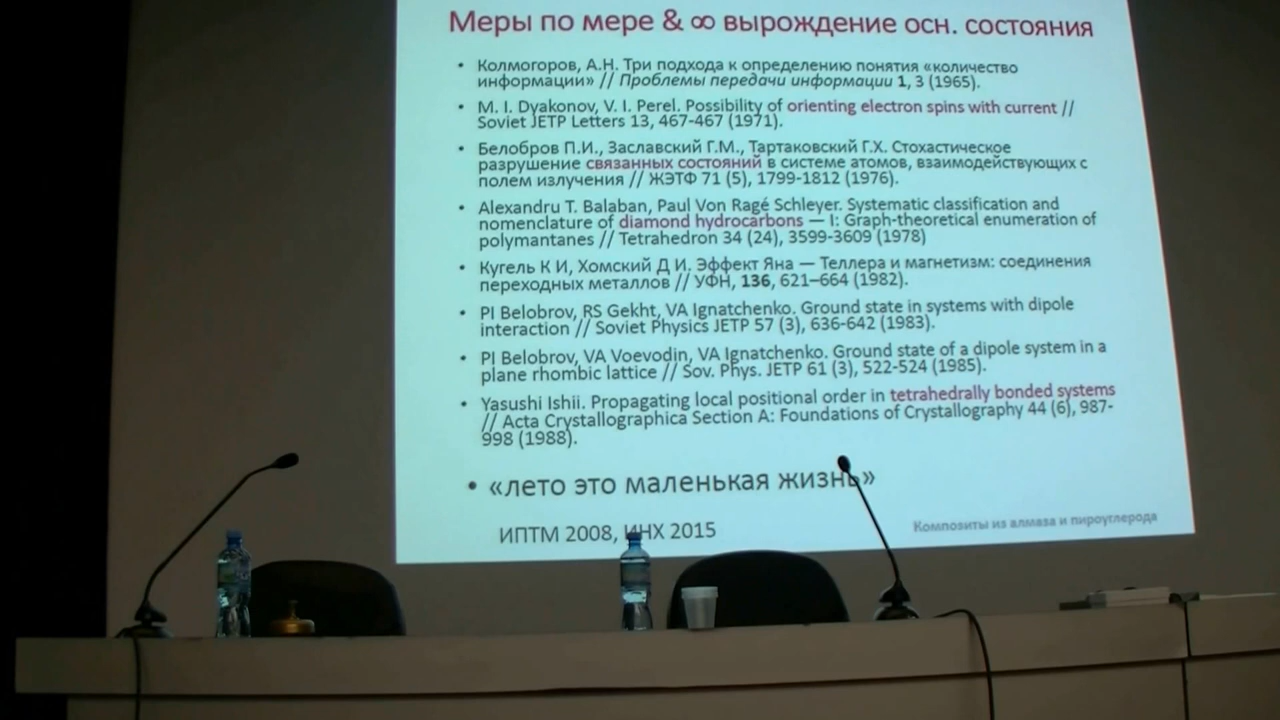 Меры по мере & ∞ вырождение осн. состояния
• Колмогоров, А.Н. Три подхода к определению понятия «количество
информации» // Проблемы передачи информации 1, 3 (1965).
• M. I. Dyakonov, V. I. Perel. Possibility of orienting electron spins with current //
Soviet JETP Letters 13, 467-467 (1971).
• Белобров П.И., Заславский Г.М., Тартаковский Г.Х. Стохастическое
разрушение связанных состояний в системе атомов, взаимодействующих с
полем излучения // ЖЭТФ 71 (5), 1799-1812 (1976).
• Alexandru T. Balaban, Paul Von Ragé Schleyer. Systematic classification and
nomenclature of diamond hydrocarbons — I: Graph-theoretical enumeration of
polymantanes // Tetrahedron 34 (24), 3599-3609 (1978)
• Кугель К И, Хомский Д И. Эффект Яна — Теллера и магнетизм: соединения
переходных металлов // УФН, 136, 621–664 (1982).
• PI Belobrov, RS Gekht, VA Ignatchenko. Ground state in systems with dipole
interaction // Soviet Physics JETP 57 (3), 636-642 (1983).
• PI Belobrov, VA Voevodin, VA Ignatchenko. Ground state of a dipole system in a
plane rhombic lattice // Sov. Phys. JETP 61 (3), 522-524 (1985).
• Yasushi Ishii. Propagating local positional order in tetrahedrally bonded systems
// Acta Crystallographica Section A: Foundations of Crystallography 44 (6), 987-
998 (1988).
• «лето это маленькая жизнь»
ИПТМ 2008, ИНХ 2015
Композиты из алмаза и пироуглерода